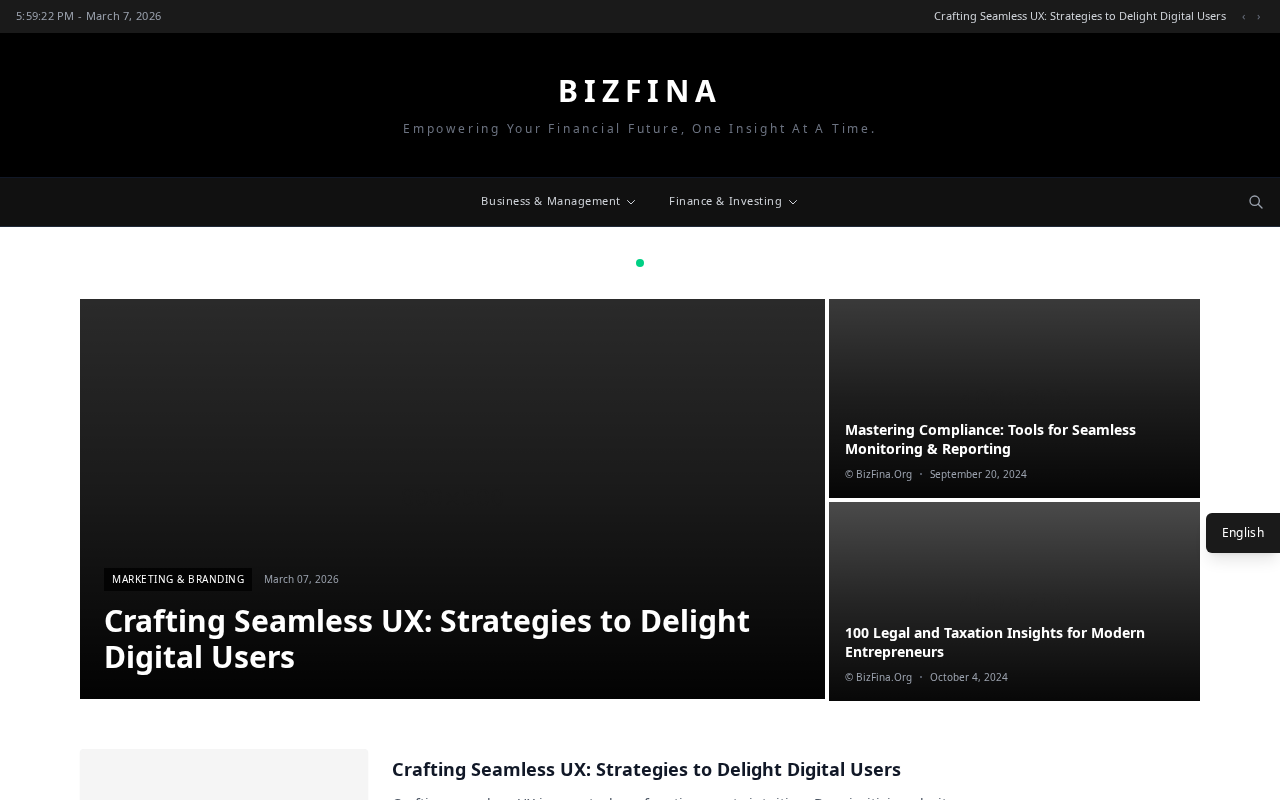 5:59:22 PM - March 7, 2026
Crafting Seamless UX: Strategies to Delight Digital Users
BIZFINA
Empowering Your Financial Future, One Insight At A Time.
Business & Management
Finance & Investing
MARKETING & BRANDING
March 07, 2026
Crafting Seamless UX: Strategies to Delight
Digital Users
Mastering Compliance: Tools for Seamless
Monitoring & Reporting
© BizFina.Org · September 20, 2024
100 Legal and Taxation Insights for Modern
Entrepreneurs
© BizFina.Org · October 4, 2024
English
Crafting Seamless UX: Strategies to Delight Digital Users